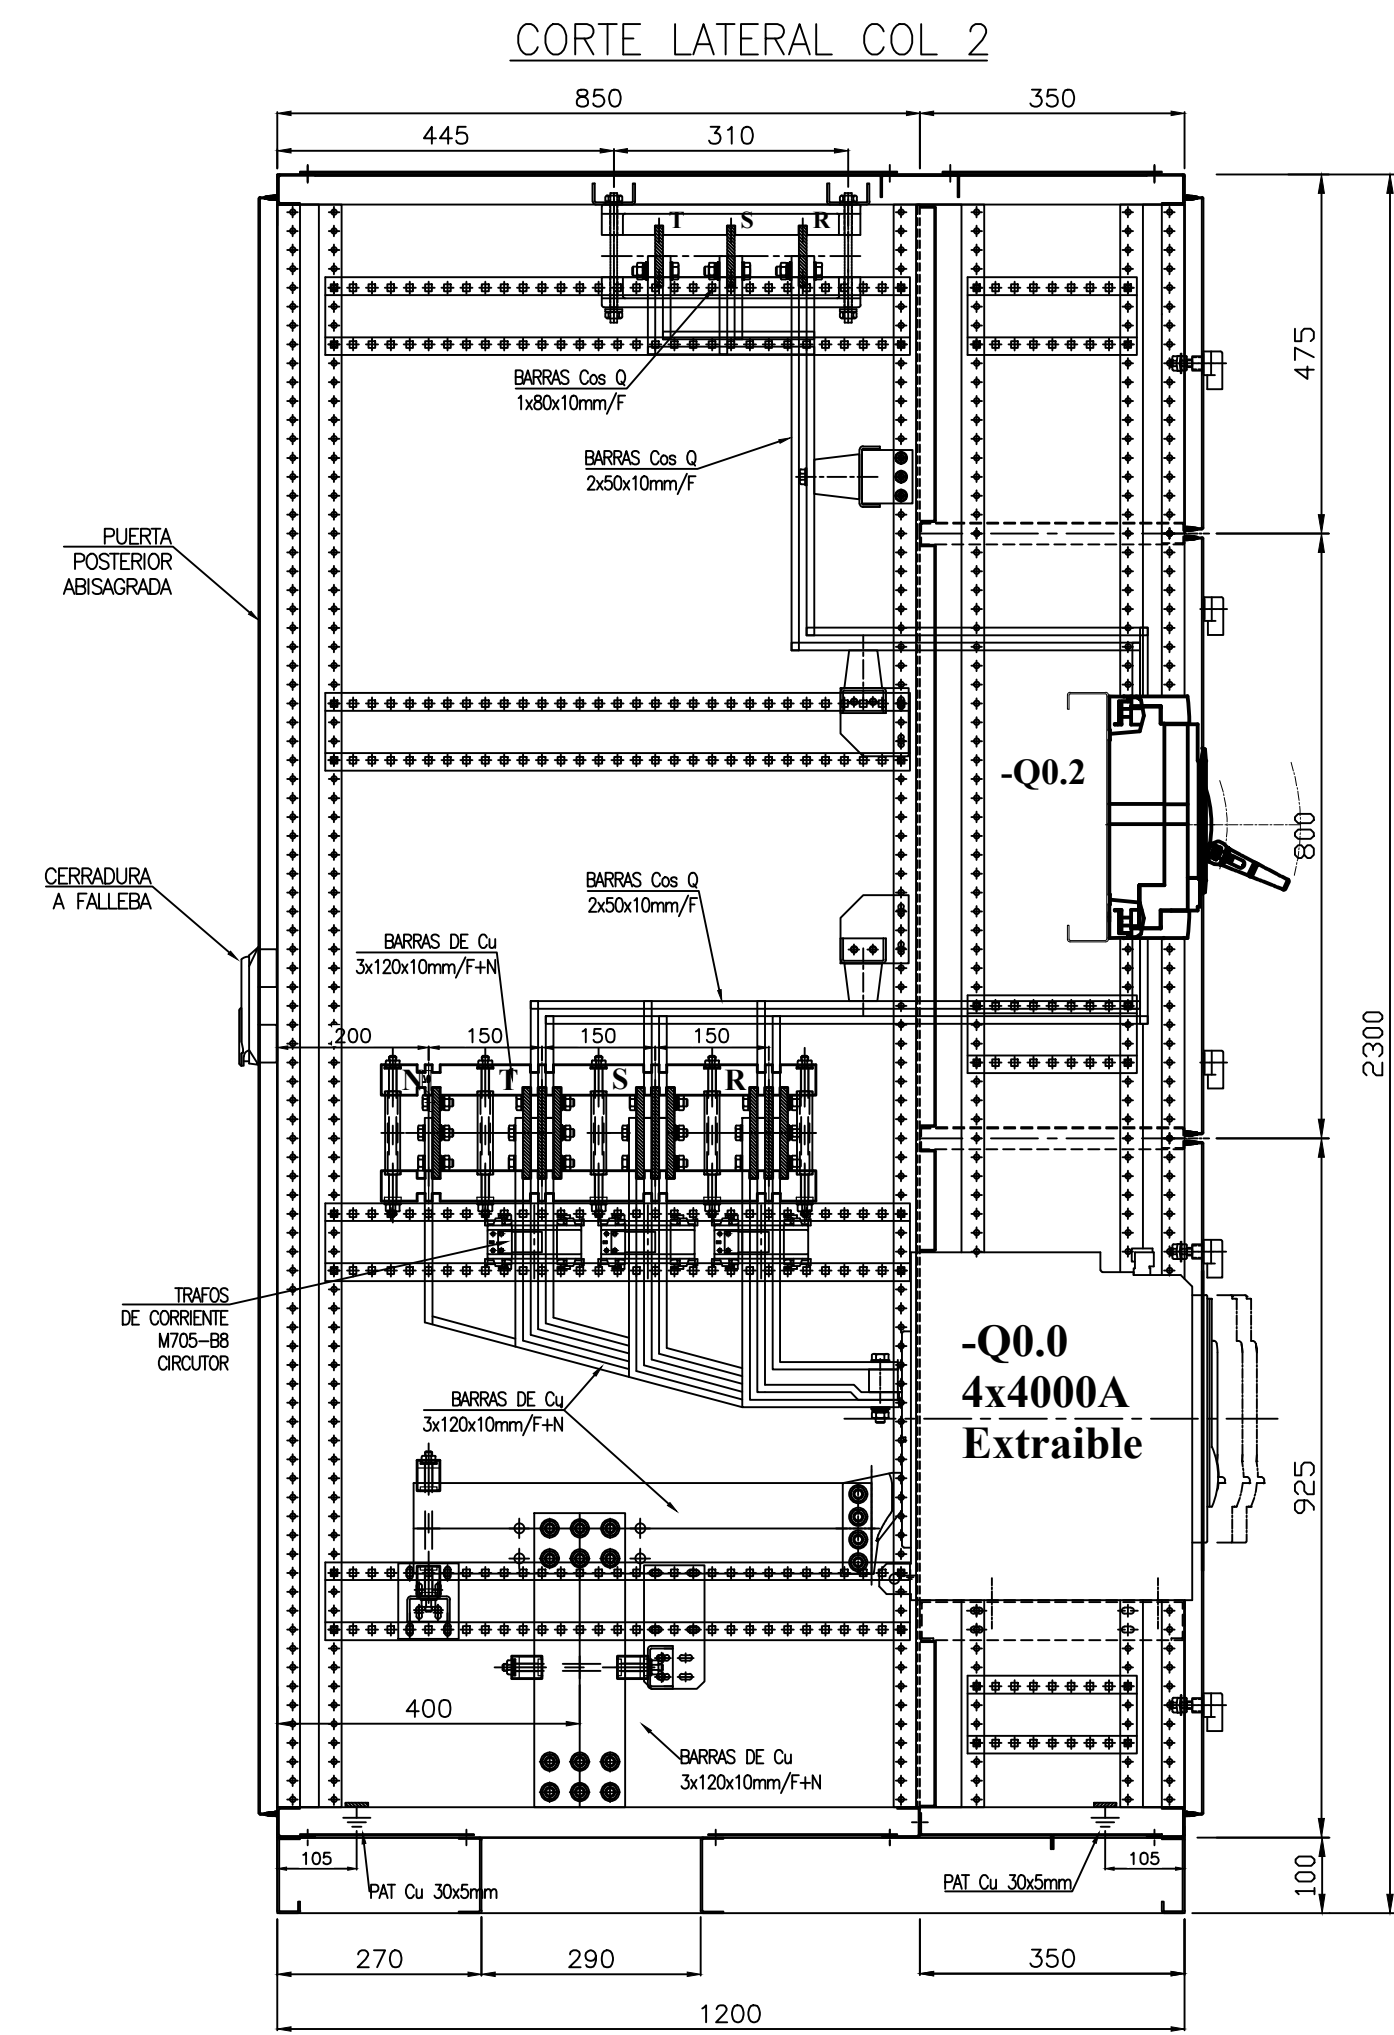 CORTE LATERAL COL 2
850
350
445
310
T
S
R
475
BARRAS Cos Q
1x80x10mm/F
BARRAS Cos Q
2x50x10mm/F
PUERTA
POSTERIOR
ABISAGRADA
-Q0.2
800
CERRADURA
A FALLEBA
BARRAS Cos Q
2x50x10mm/F
BARRAS DE Cu
3x120x10mm/F+N
2300
200
150
150
150
N
T
S
R
TRAFOS
DE CORRIENTE
M705-B8
CIRCUTOR
-Q0.0
4x4000A
Extraible
BARRAS DE Cu
3x120x10mm/F+N
925
400
BARRAS DE Cu
3x120x10mm/F+N
105
PAT Cu 30x5mm
PAT Cu 30x5mm
105
100
270
290
350
1200